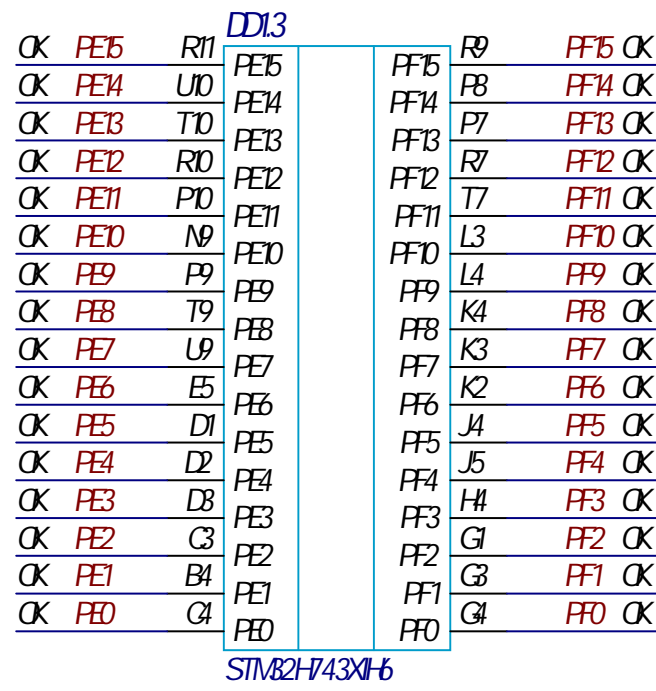 DD1.3
OK PE15 R11 PE15 PF15 R9 PF15 OK
OK PE14 U10 PE14 PF14 P8 PF14 OK
OK PE13 T10 PE13 PF13 P7 PF13 OK
OK PE12 R10 PE12 PF12 R7 PF12 OK
OK PE11 P10 PE11 PF11 T7 PF11 OK
OK PE10 N9 PE10 PF10 L3 PF10 OK
OK PE9 P9 PE9 PF9 L4 PF9 OK
OK PE8 T9 PE8 PF8 K4 PF8 OK
OK PE7 U9 PE7 PF7 K3 PF7 OK
OK PE6 E5 PE6 PF6 K2 PF6 OK
OK PE5 D1 PE5 PF5 J4 PF5 OK
OK PE4 D2 PE4 PF4 J5 PF4 OK
OK PE3 D3 PE3 PF3 H4 PF3 OK
OK PE2 C3 PE2 PF2 G1 PF2 OK
OK PE1 B4 PE1 PF1 G3 PF1 OK
OK PE0 C4 PE0 PF0 G4 PF0 OK
STM32H743XIH6